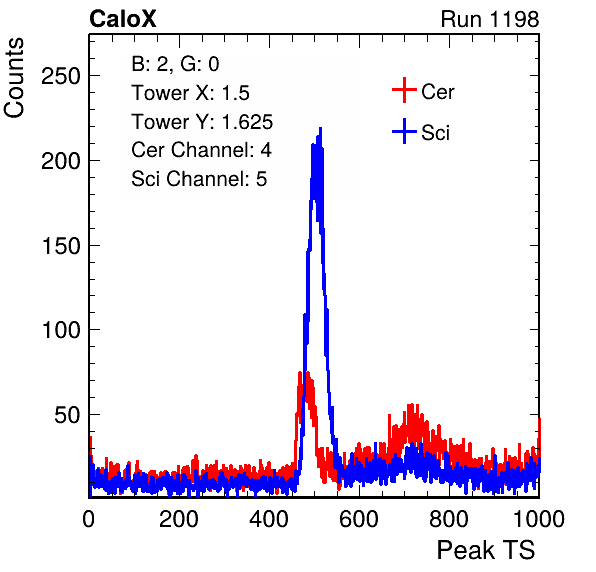 CaloX Run 1198
Counts
B: 2, G: 0
Tower X: 1.5
Tower Y: 1.625
Cer Channel: 4
Sci Channel: 5
Cer
Sci
250
200
150
100
50
0 200 400 600 800 1000
Peak TS